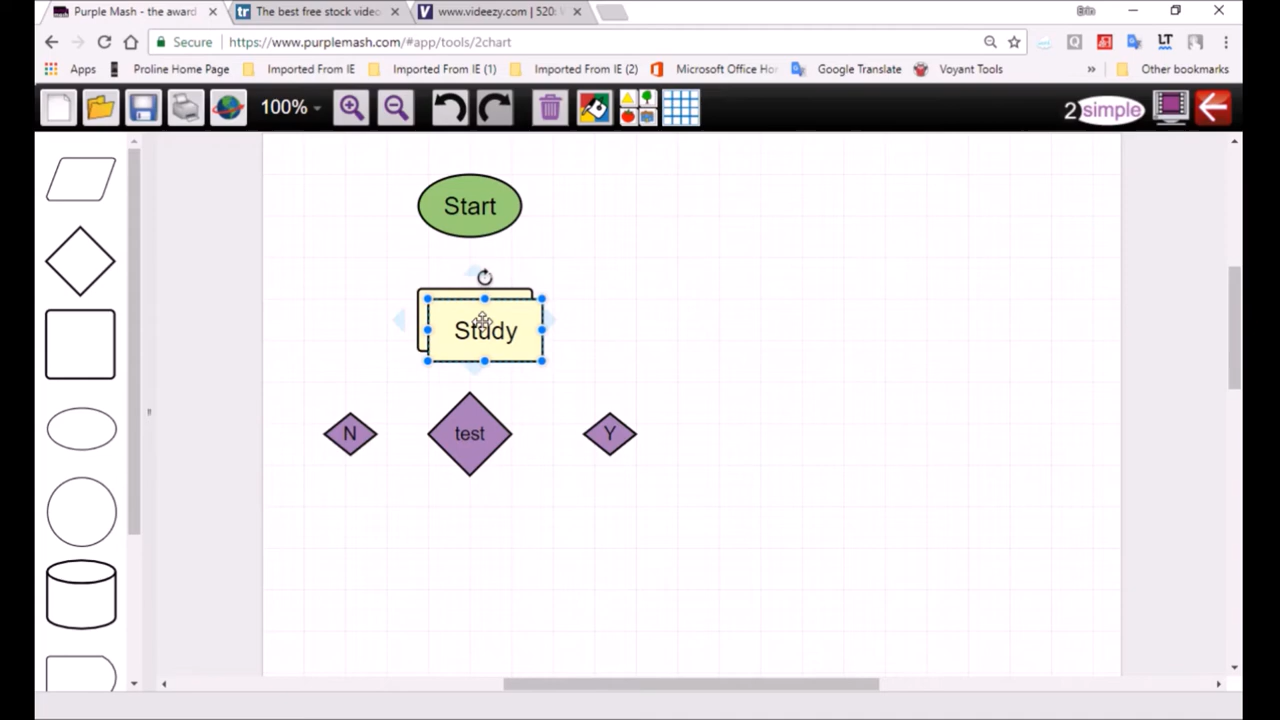 Purple Mash - the award
The best free stock video
www.videezy.com | 520:
Erin
Secure
https://www.purplemash.com/#app/tools/2chart
Apps
Proline Home Page
Imported From IE
Imported From IE (1)
Imported From IE (2)
Microsoft Office Ho
Google Translate
Voyant Tools
»
Other bookmarks
100%
2simple
Start
Study
N
test
Y